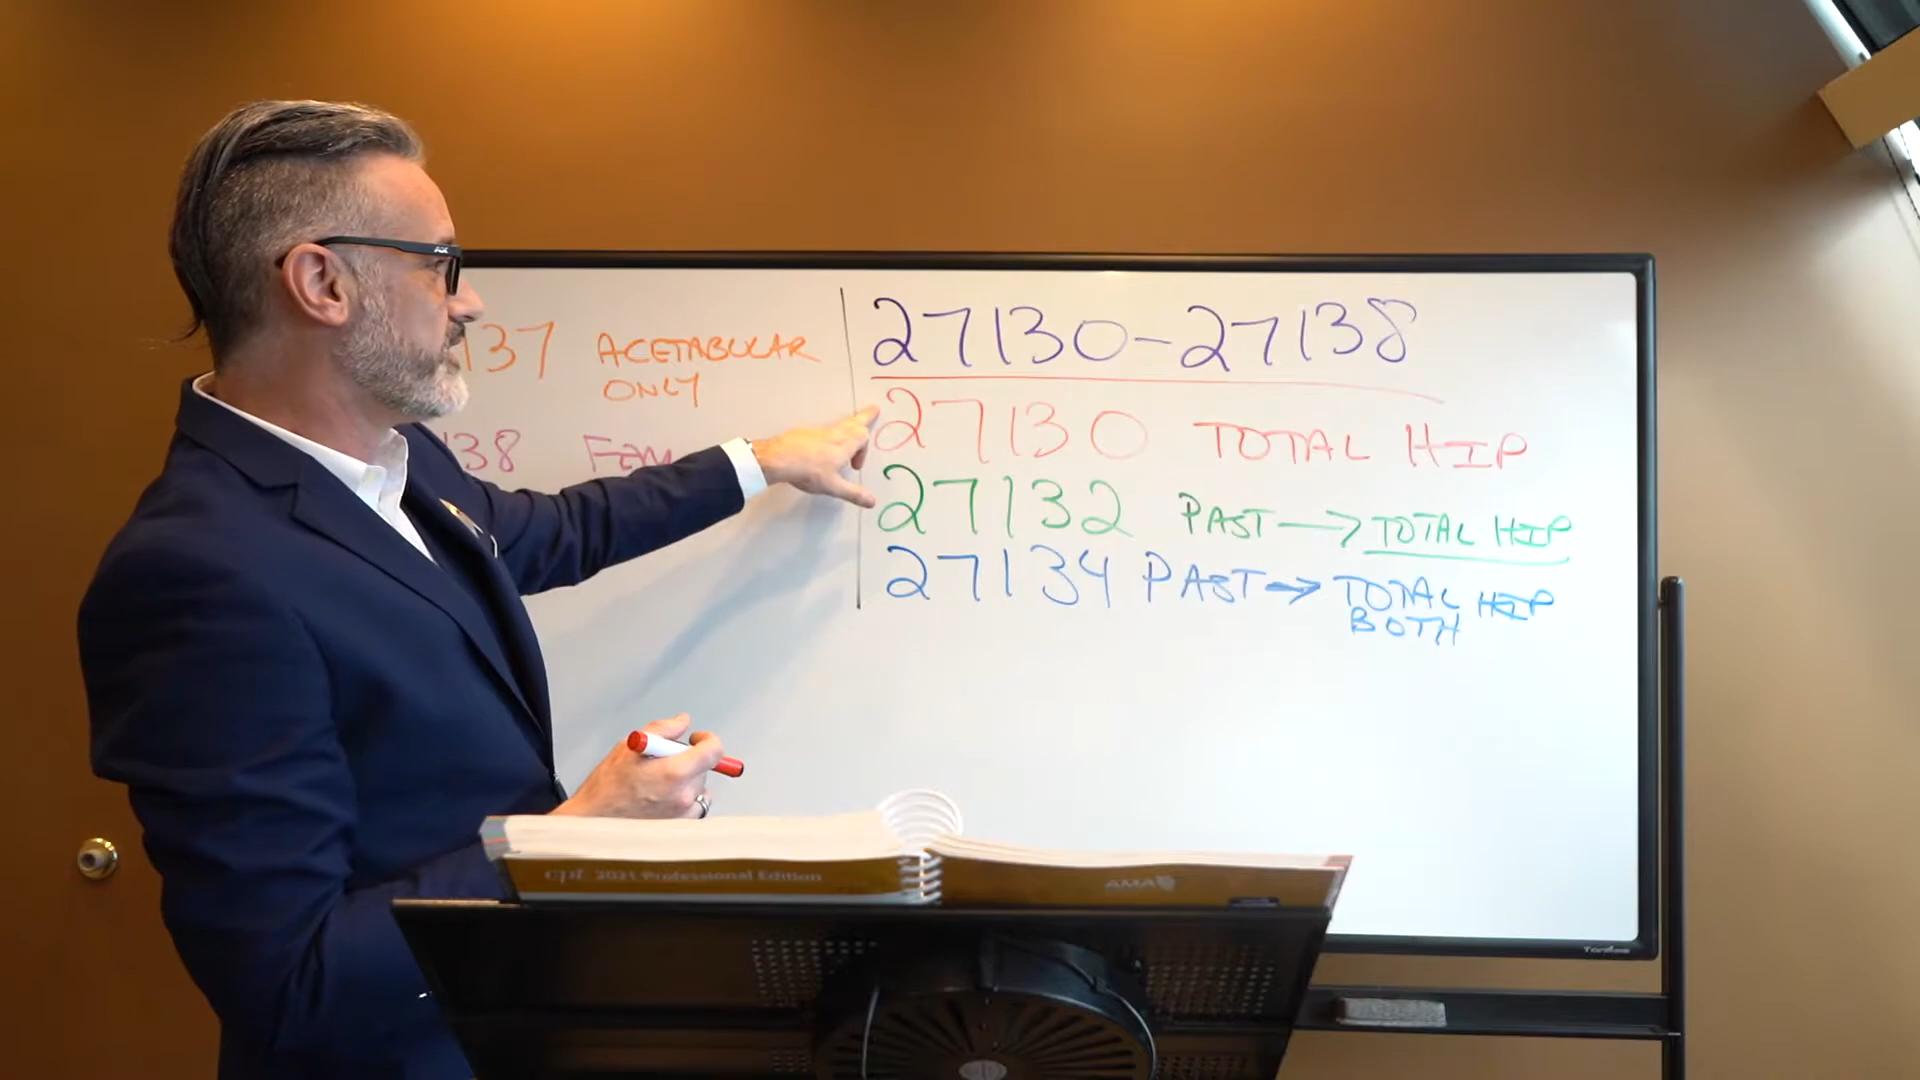 137 ACETABULAR
ONLY
138 FEM
27130-27138
27130 TOTAL HIP
27132 PAST → TOTAL HIP
27134 PAST → TOTAL HIP
BOTH
cpt 2021 Professional Edition
AMA